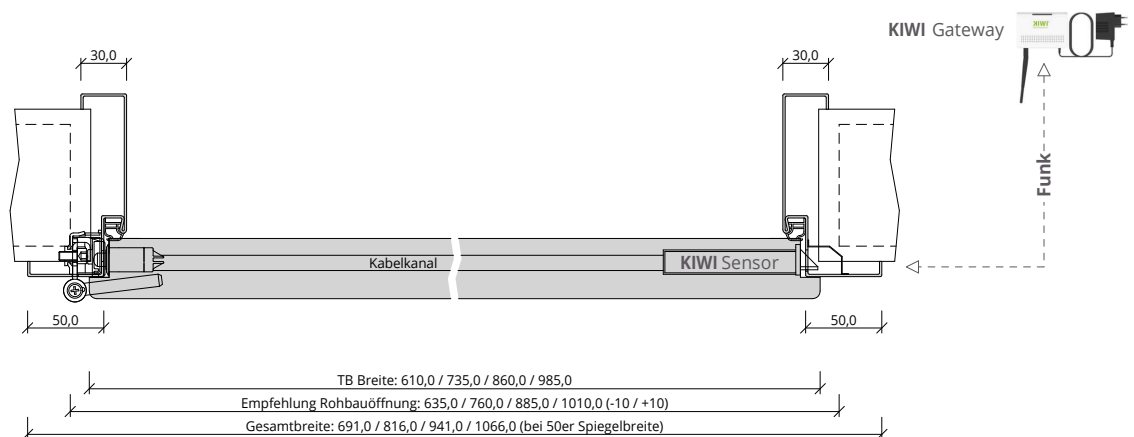 KIWI Gateway
KIWI
30,0
30,0
Funk
Kabelkanal
KIWI Sensor
50,0
50,0
TB Breite: 610,0 / 735,0 / 860,0 / 985,0
Empfehlung Rohbauöffnung: 635,0 / 760,0 / 885,0 / 1010,0 (-10 / +10)
Gesamtbreite: 691,0 / 816,0 / 941,0 / 1066,0 (bei 50er Spiegelbreite)